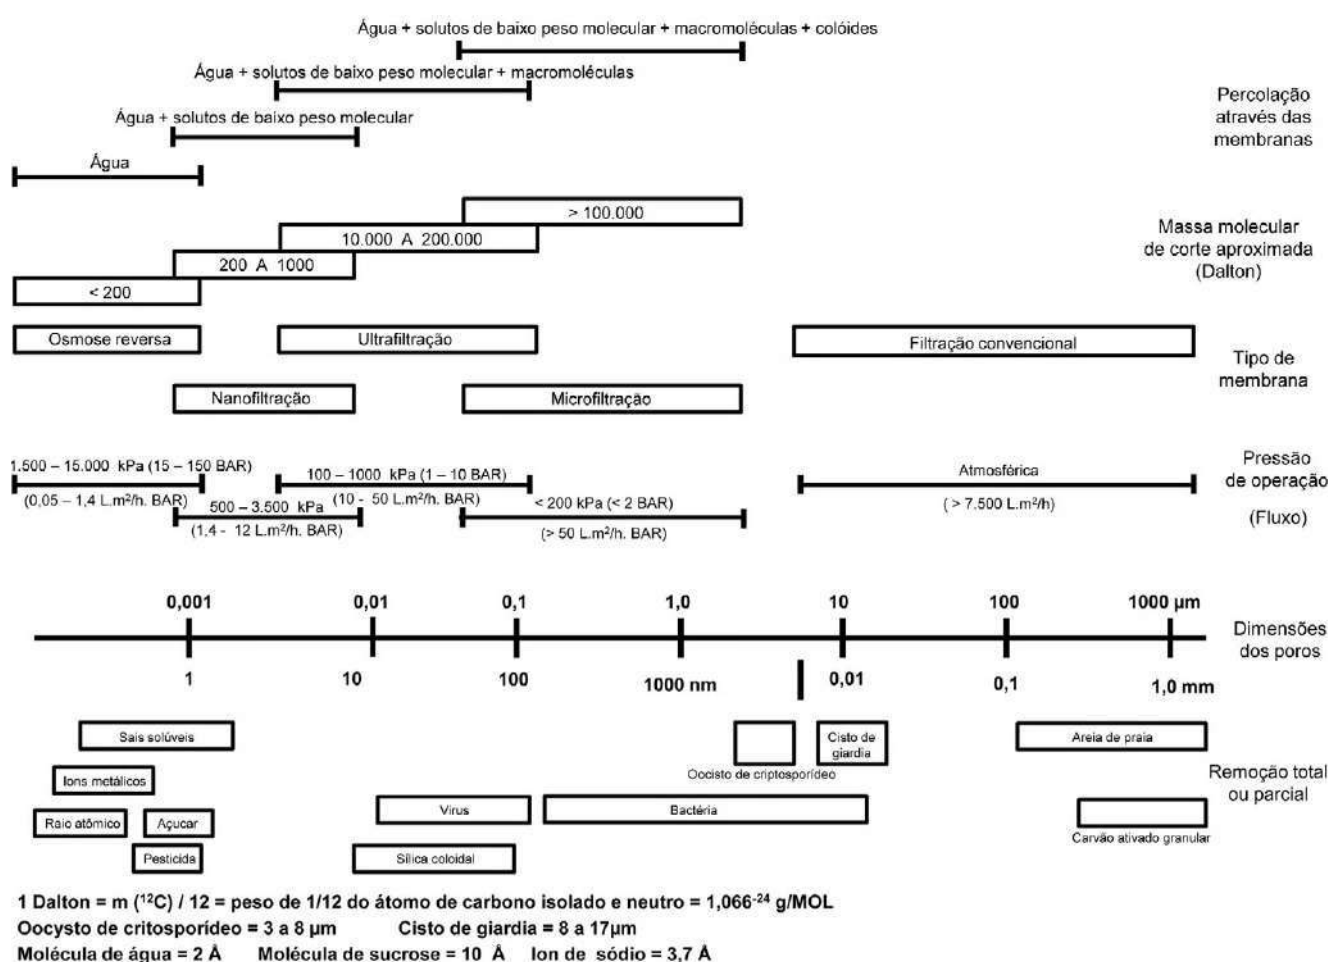 Água + solutos de baixo peso molecular + macromoléculas + colóides
Água + solutos de baixo peso molecular + macromoléculas
Água + solutos de baixo peso molecular
Água
Percolação
através das
membranas
> 100.000
10.000 A 200.000
200 A 1000
< 200
Massa molecular
de corte aproximada
(Dalton)
Osmose reversa
Ultrafiltração
Filtração convencional
Nanofiltração
Microfiltração
Tipo de
membrana
1.500 – 15.000 kPa (15 – 150 BAR)
(0,05 – 1,4 L.m²/h. BAR)
500 – 3.500 kPa
(1,4 - 12 L.m²/h. BAR)
100 – 1000 kPa (1 – 10 BAR)
(10 - 50 L.m²/h. BAR)
< 200 kPa (< 2 BAR)
(> 50 L.m²/h. BAR)
Atmosférica
( > 7.500 L.m²/h)
Pressão
de operação
(Fluxo)
0,001 0,01 0,1 1,0 10 100 1000 µm
1 10 100 1000 nm 0,01 0,1 1,0 mm
Dimensões
dos poros
Sais solúveis
Ions metálicos
Raio atômico
Açucar
Pesticida
Virus
Sílica coloidal
Oocisto de criptosporídeo
Cisto de
giardia
Bactéria
Areia de praia
Carvão ativado granular
Remoção total
ou parcial
1 Dalton = m (¹²C) / 12 = peso de 1/12 do átomo de carbono isolado e neutro = 1,066⁻²⁴ g/MOL
Oocysto de critosporídeo = 3 a 8 µm Cisto de giardia = 8 a 17µm
Molécula de água = 2 Å Molécula de sucrose = 10 Å Ion de sódio = 3,7 Å